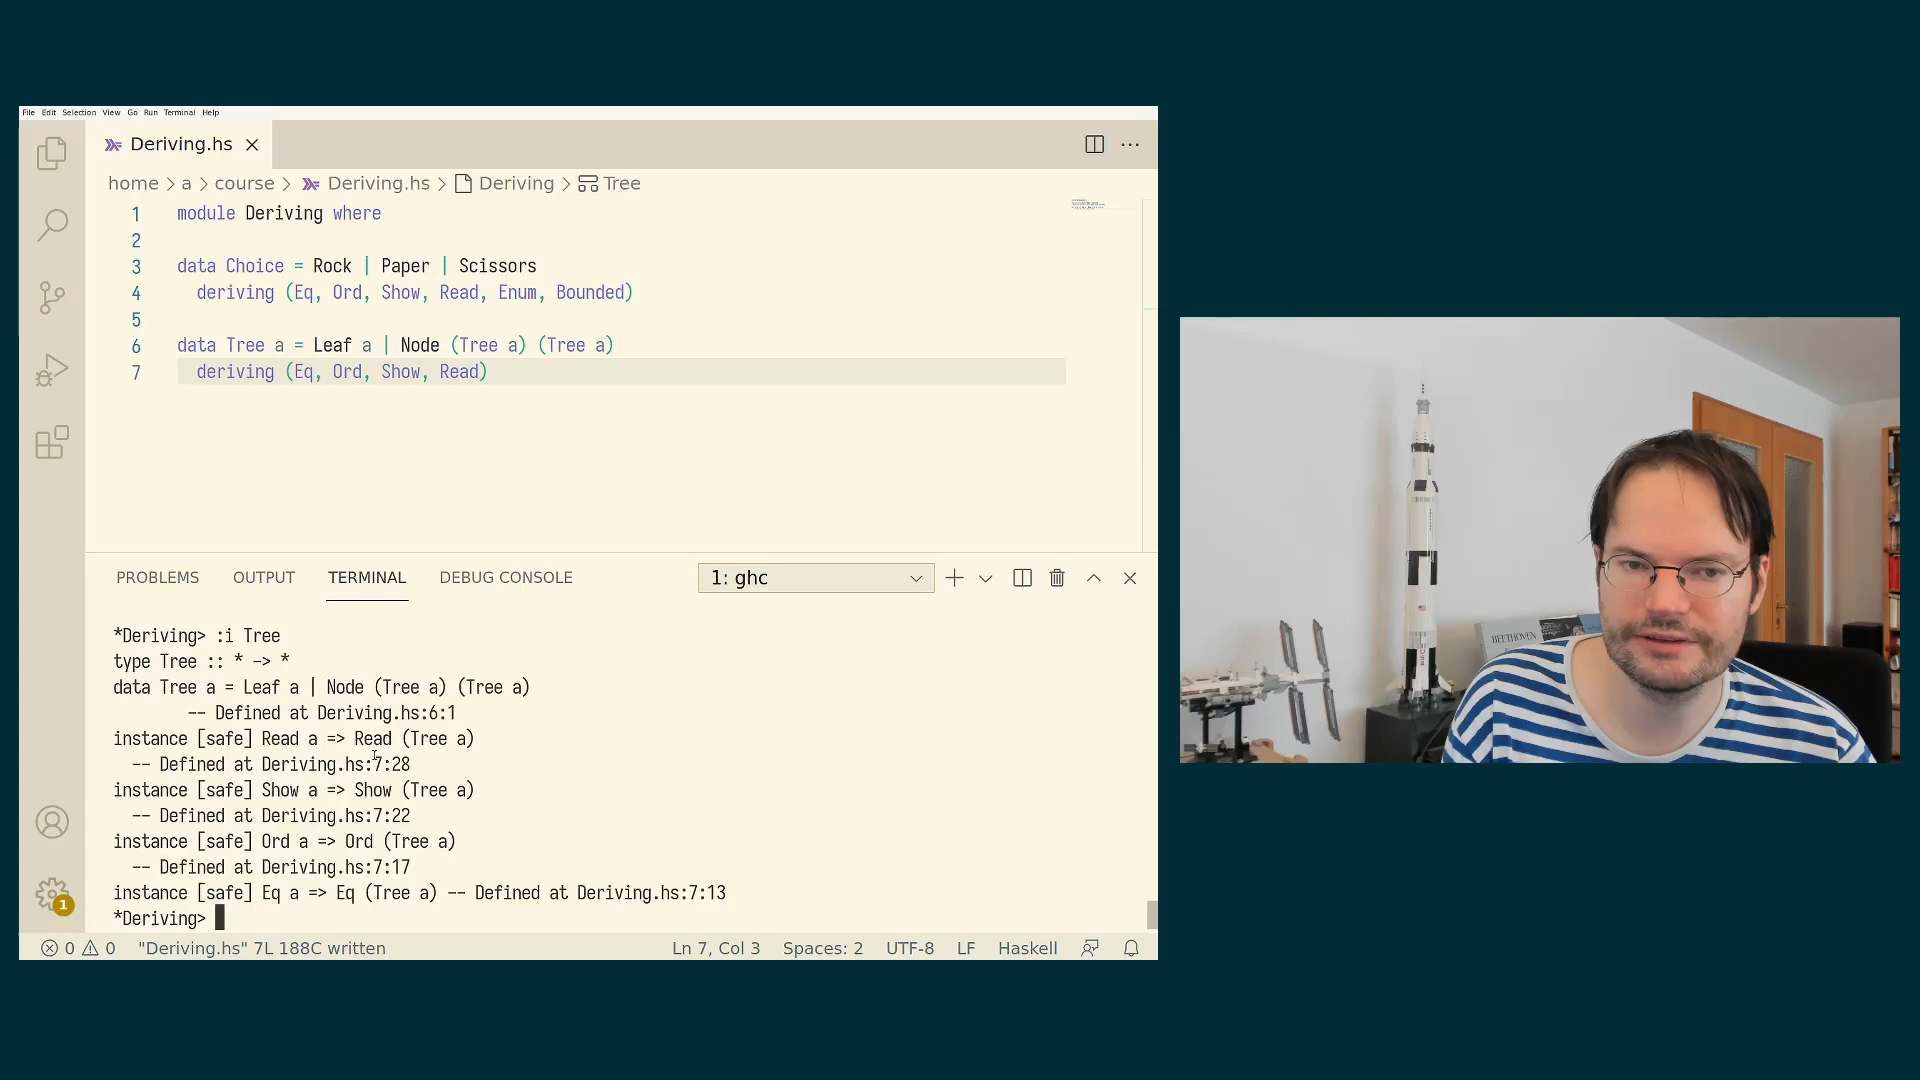 File Edit Selection View Go Run Terminal Help
Deriving.hs
home > a > course > Deriving.hs > Deriving > Tree
1 module Deriving where
2
3 data Choice = Rock | Paper | Scissors
4 deriving (Eq, Ord, Show, Read, Enum, Bounded)
5
6 data Tree a = Leaf a | Node (Tree a) (Tree a)
7 deriving (Eq, Ord, Show, Read)
PROBLEMS OUTPUT TERMINAL DEBUG CONSOLE 1: ghc
*Deriving> :i Tree
type Tree :: * -> *
data Tree a = Leaf a | Node (Tree a) (Tree a)
-- Defined at Deriving.hs:6:1
instance [safe] Read a => Read (Tree a)
-- Defined at Deriving.hs:7:28
instance [safe] Show a => Show (Tree a)
-- Defined at Deriving.hs:7:22
instance [safe] Ord a => Ord (Tree a)
-- Defined at Deriving.hs:7:17
instance [safe] Eq a => Eq (Tree a) -- Defined at Deriving.hs:7:13
*Deriving>
1
0 0 "Deriving.hs" 7L 188C written Ln 7, Col 3 Spaces: 2 UTF-8 LF Haskell
BEETHOVEN
USA